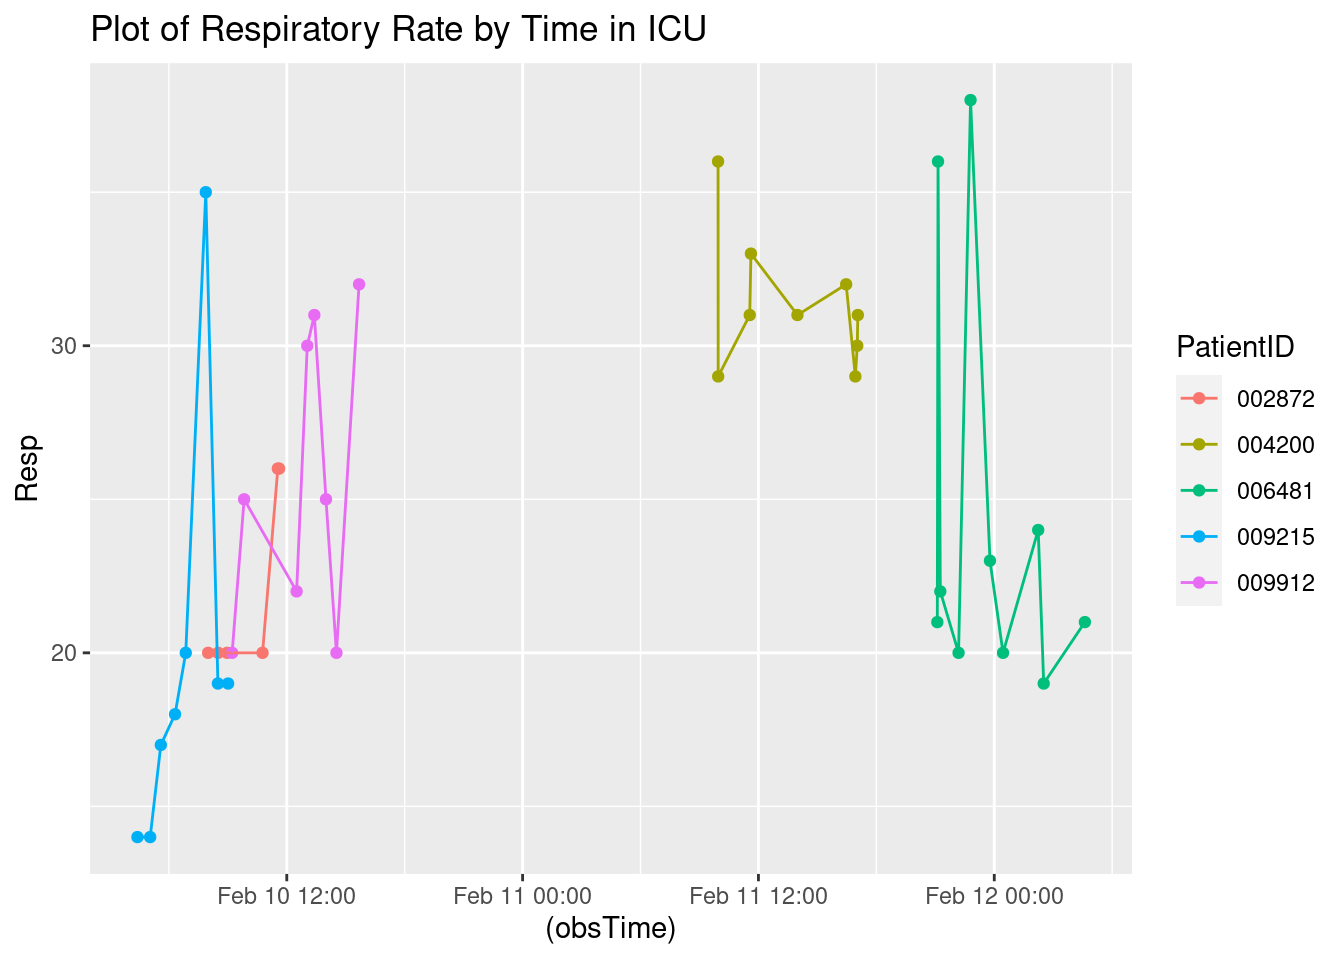 Plot of Respiratory Rate by Time in ICU
Resp
30
20
Feb 10 12:00
Feb 11 00:00
Feb 11 12:00
Feb 12 00:00
(obsTime)
PatientID
002872
004200
006481
009215
009912